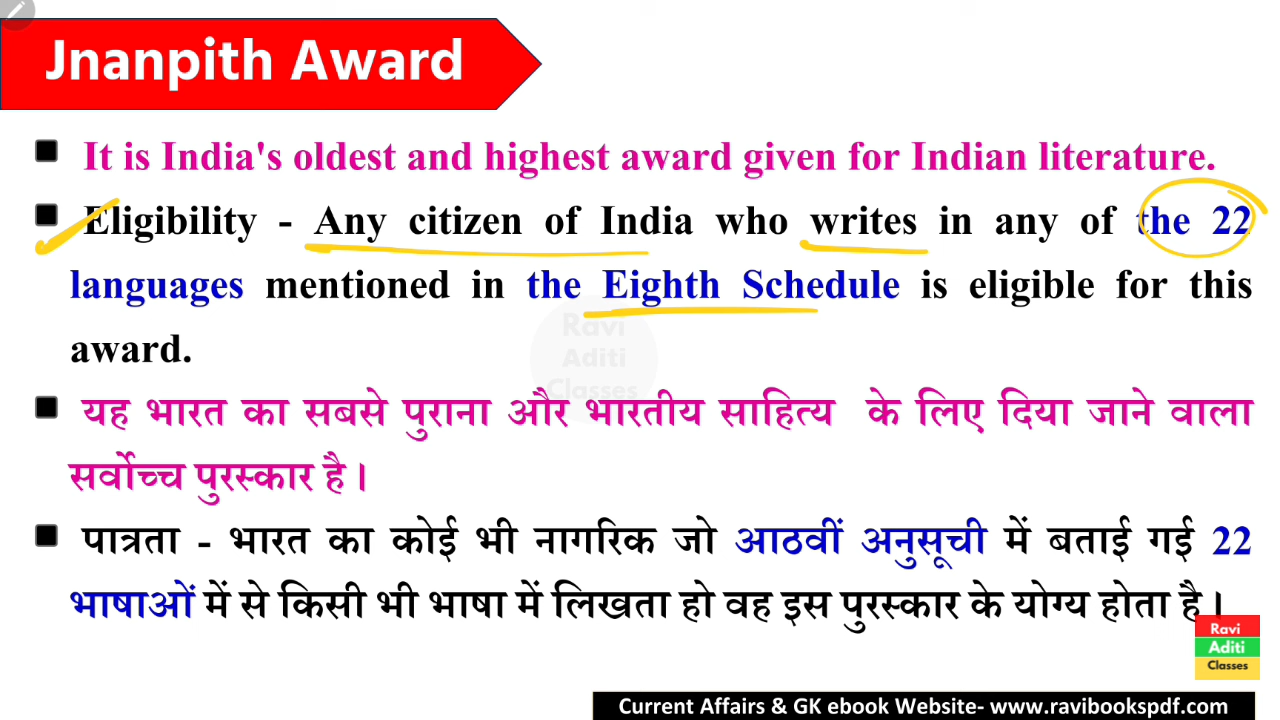 Jnanpith Award
It is India's oldest and highest award given for Indian literature.
Eligibility - Any citizen of India who writes in any of the 22
languages mentioned in the Eighth Schedule is eligible for this
award.
Ravi
Aditi
Classes
यह भारत का सबसे पुराना और भारतीय साहित्य के लिए दिया जाने वाला
सर्वोच्च पुरस्कार है।
पात्रता - भारत का कोई भी नागरिक जो आठवीं अनुसूची में बताई गई 22
भाषाओं में से किसी भी भाषा में लिखता हो वह इस पुरस्कार के योग्य होता है।
Ravi
Aditi
Classes
Current Affairs & GK ebook Website- www.ravibookspdf.com